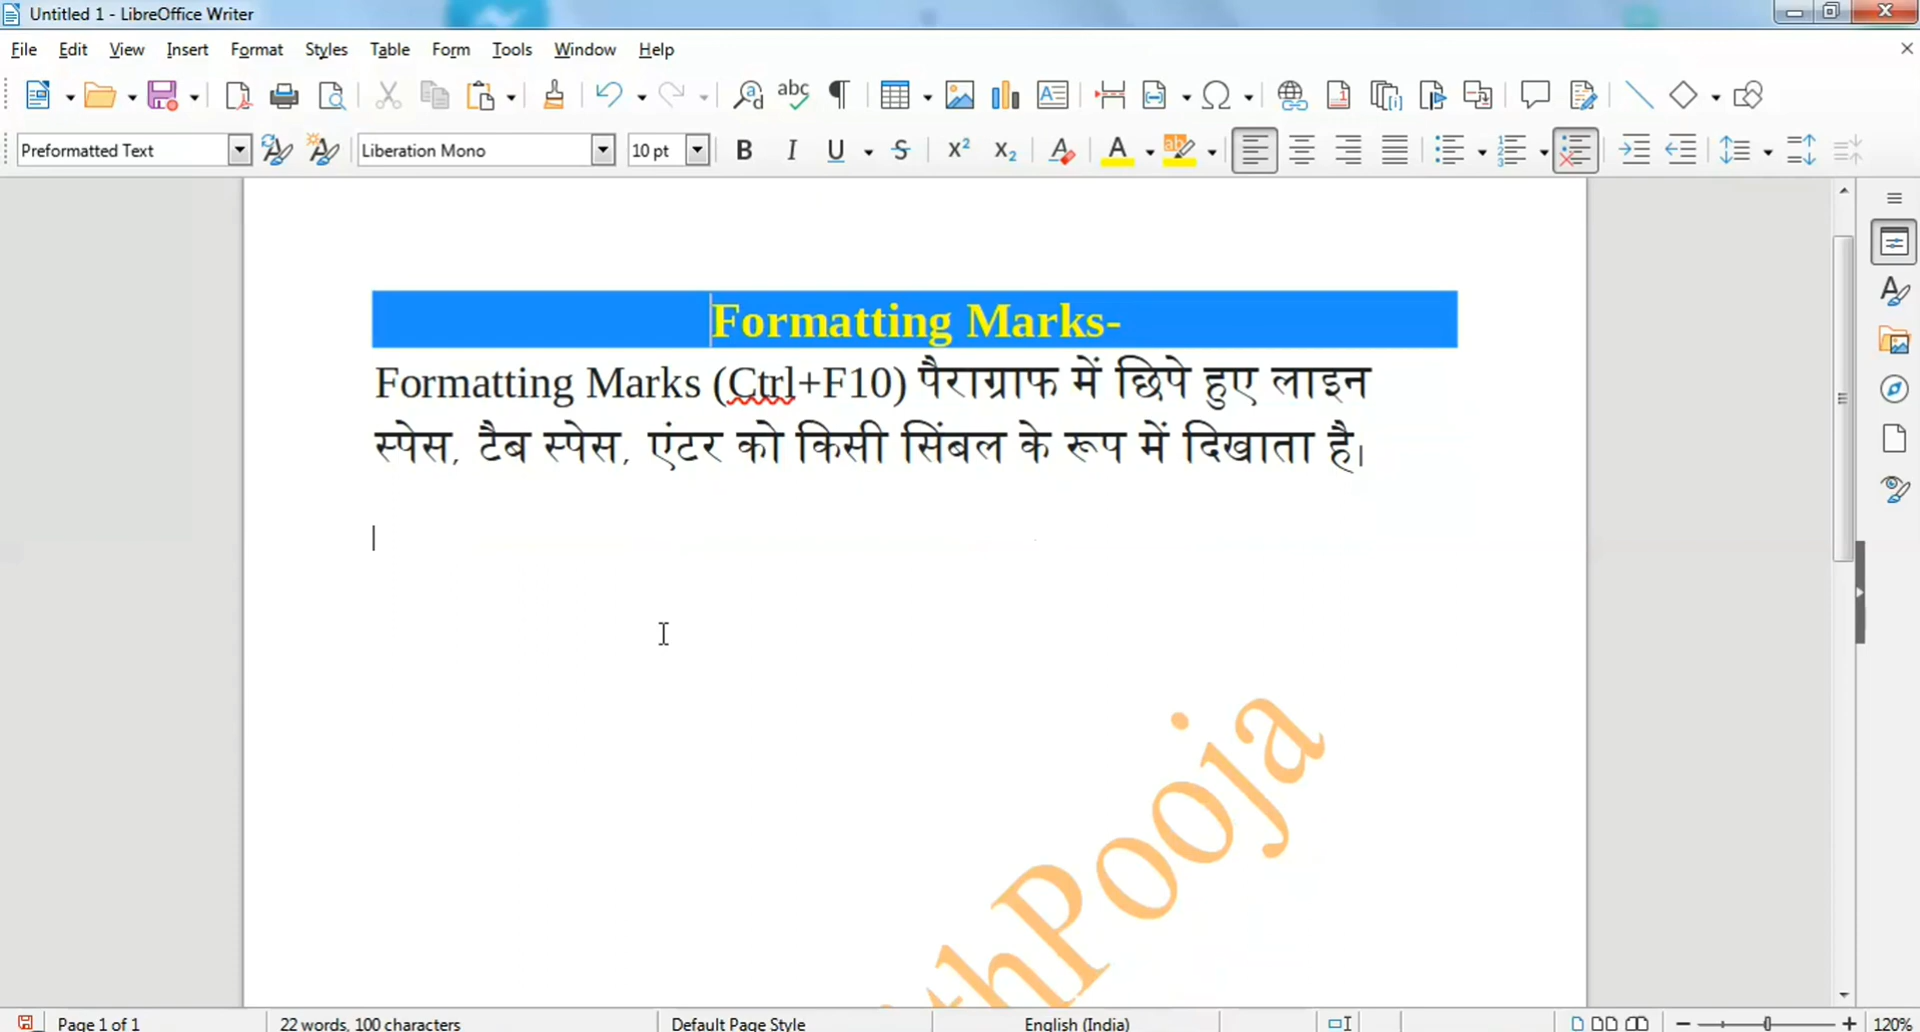 Untitled 1 - LibreOffice Writer
File Edit View Insert Format Styles Table Form Tools Window Help
Preformatted Text Liberation Mono 10 pt
Formatting Marks-
Formatting Marks (Ctrl+F10) पैराग्राफ में छिपे हुए लाइन
स्पेस, टैब स्पेस, एंटर को किसी सिंबल के रूप में दिखाता है।
thPooja
Page 1 of 1 22 words, 100 characters Default Page Style English (India) 120%